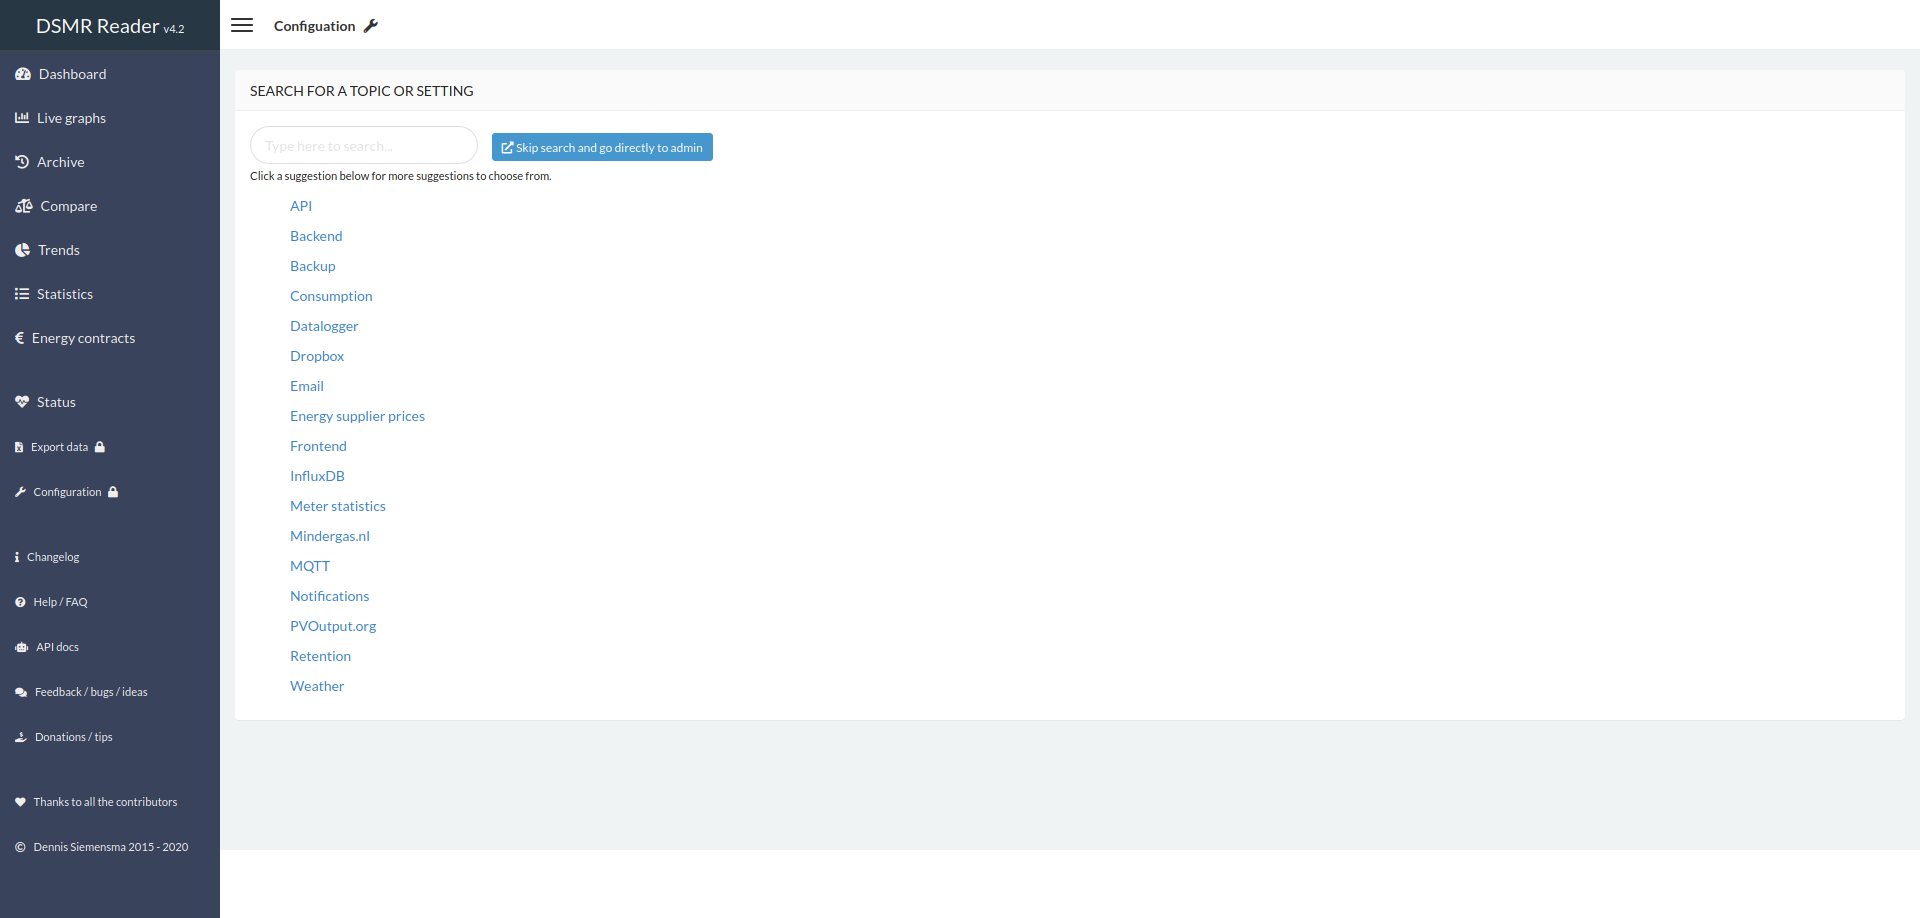 DSMR Reader v4.2
Dashboard
Live graphs
Archive
Compare
Trends
Statistics
Energy contracts
Status
Export data
Configuration
Changelog
Help / FAQ
API docs
Feedback / bugs / ideas
Donations / tips
Thanks to all the contributors
Dennis Siemensma 2015 - 2020
Configuation
SEARCH FOR A TOPIC OR SETTING
Type here to search...
Skip search and go directly to admin
Click a suggestion below for more suggestions to choose from.
API
Backend
Backup
Consumption
Datalogger
Dropbox
Email
Energy supplier prices
Frontend
InfluxDB
Meter statistics
Mindergas.nl
MQTT
Notifications
PVOutput.org
Retention
Weather